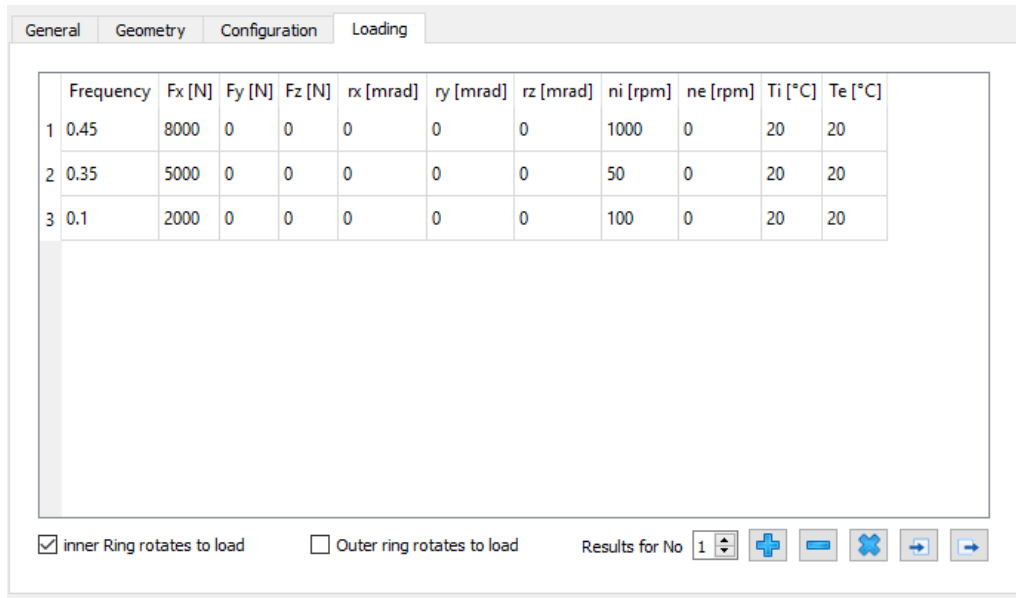 General Geometry Configuration Loading
Frequency Fx [N] Fy [N] Fz [N] rx [mrad] ry [mrad] rz [mrad] ni [rpm] ne [rpm] Ti [°C] Te [°C]
1 0.45 8000 0 0 0 0 0 1000 0 20 20
2 0.35 5000 0 0 0 0 0 50 0 20 20
3 0.1 2000 0 0 0 0 0 100 0 20 20
inner Ring rotates to load Outer ring rotates to load Results for No 1